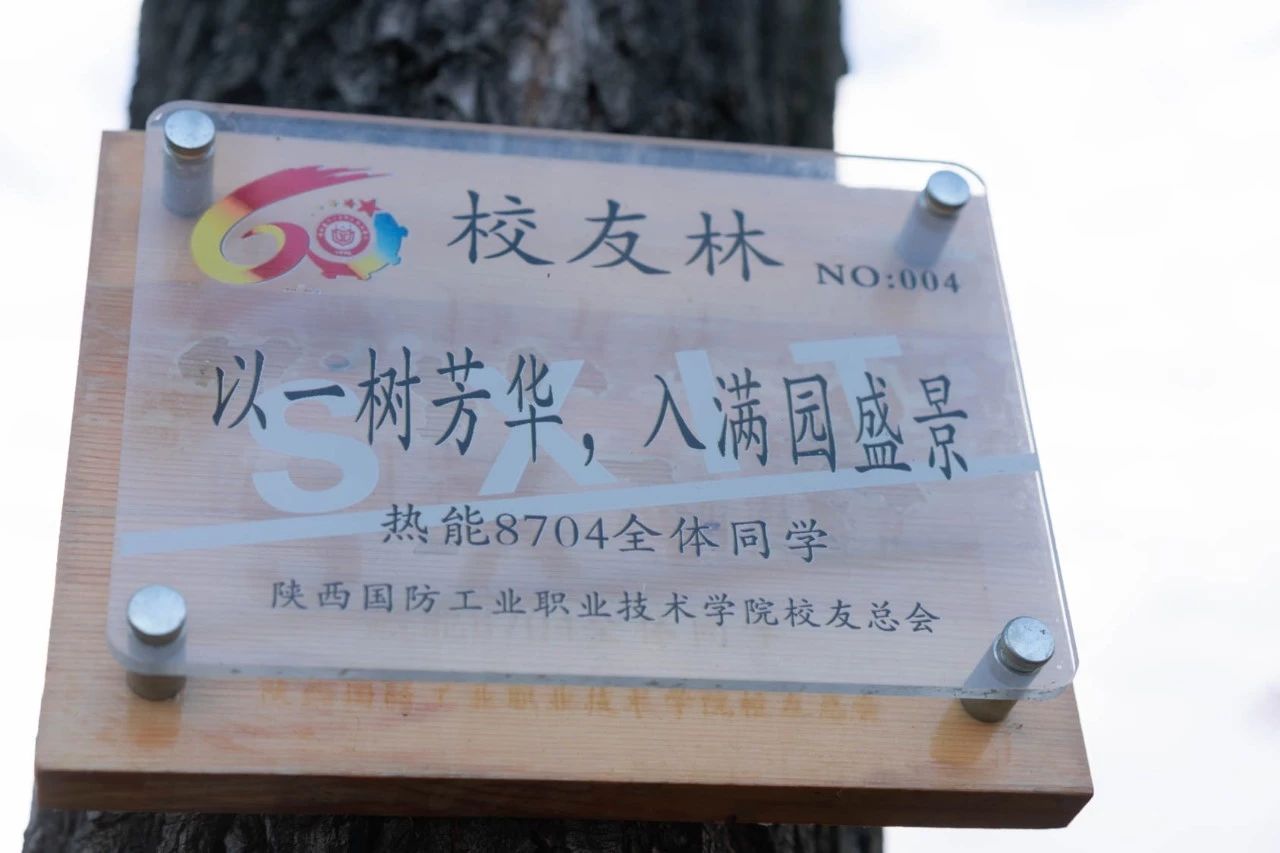 60
校友林
NO:004
SXIT
以一树芳华，入满园盛景
热能8704全体同学
陕西国防工业职业技术学院校友总会